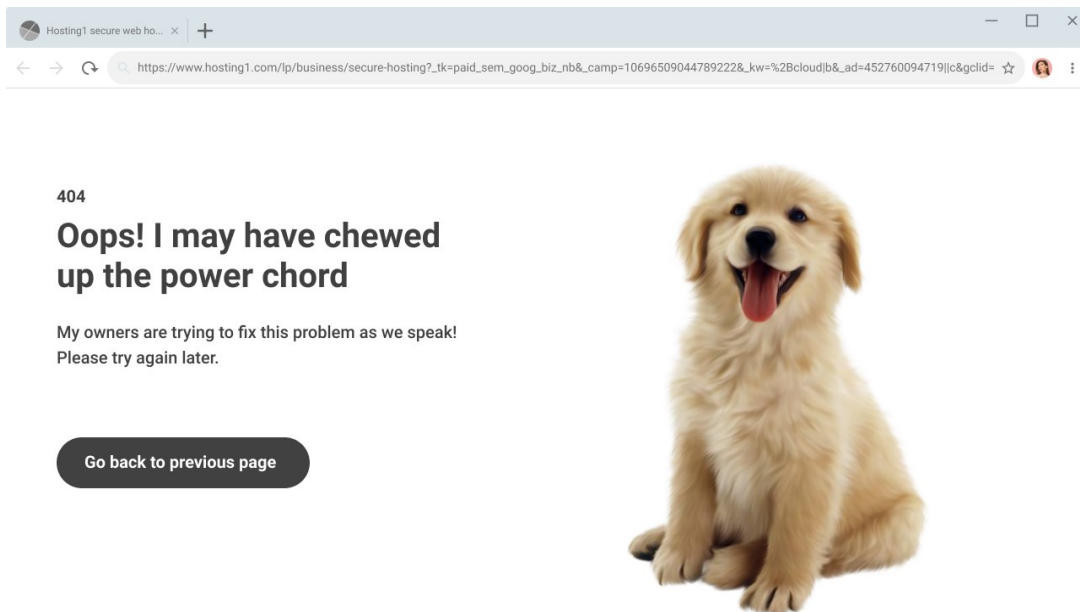 Hosting1 secure web ho...
https://www.hosting1.com/lp/business/secure-hosting?_tk=paid_sem_goog_biz_nb&_camp=10696509044789222&_kw=%2Bcloud|b&_ad=452760094719||c&gclid=
404
Oops! I may have chewed
up the power chord
My owners are trying to fix this problem as we speak!
Please try again later.
Go back to previous page